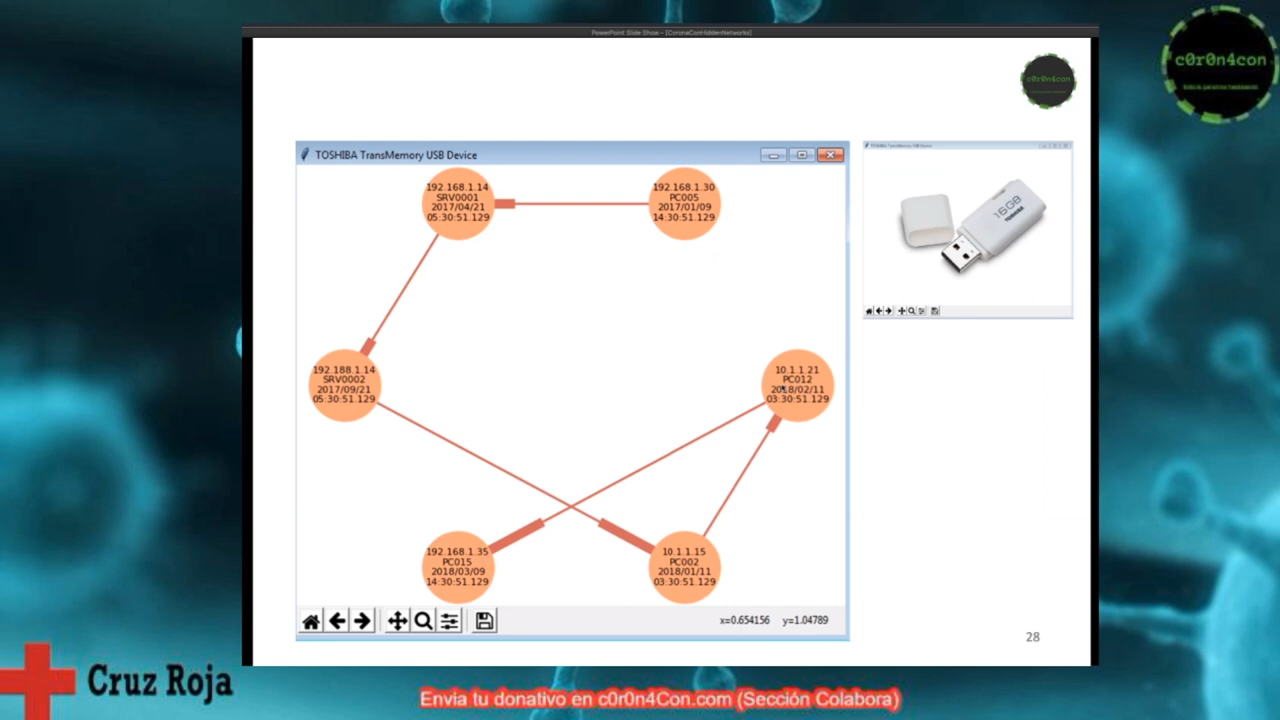 PowerPoint Slide Show - [CoronaConHiddenNetworks]
c0r0n4con
c0r0n4con
TOSHIBA TransMemory USB Device
TOSHIBA TransMemory USB Device
192.168.1.14
SRV0001
2017/04/21
05:30:51.129
192.168.1.30
PC005
2017/01/09
14:30:51.129
16GB
TOSHIBA
192.188.1.14
SRV0002
2017/09/21
05:30:51.129
10.1.1.21
PC012
2018/02/11
03:30:51.129
192.168.1.35
PC015
2018/03/09
14:30:51.129
10.1.1.15
PC002
2018/01/11
03:30:51.129
x=0.654156 y=1.04789
28
Cruz Roja
Envia tu donativo en c0r0n4Con.com (Sección Colabora)